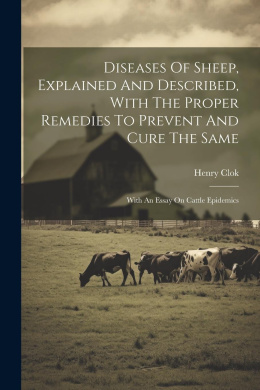 Diseases Of Sheep,
Explained And Described,
With The Proper
Remedies To Prevent And
Cure The Same
Henry Clok
With An Essay On Cattle Epidemics